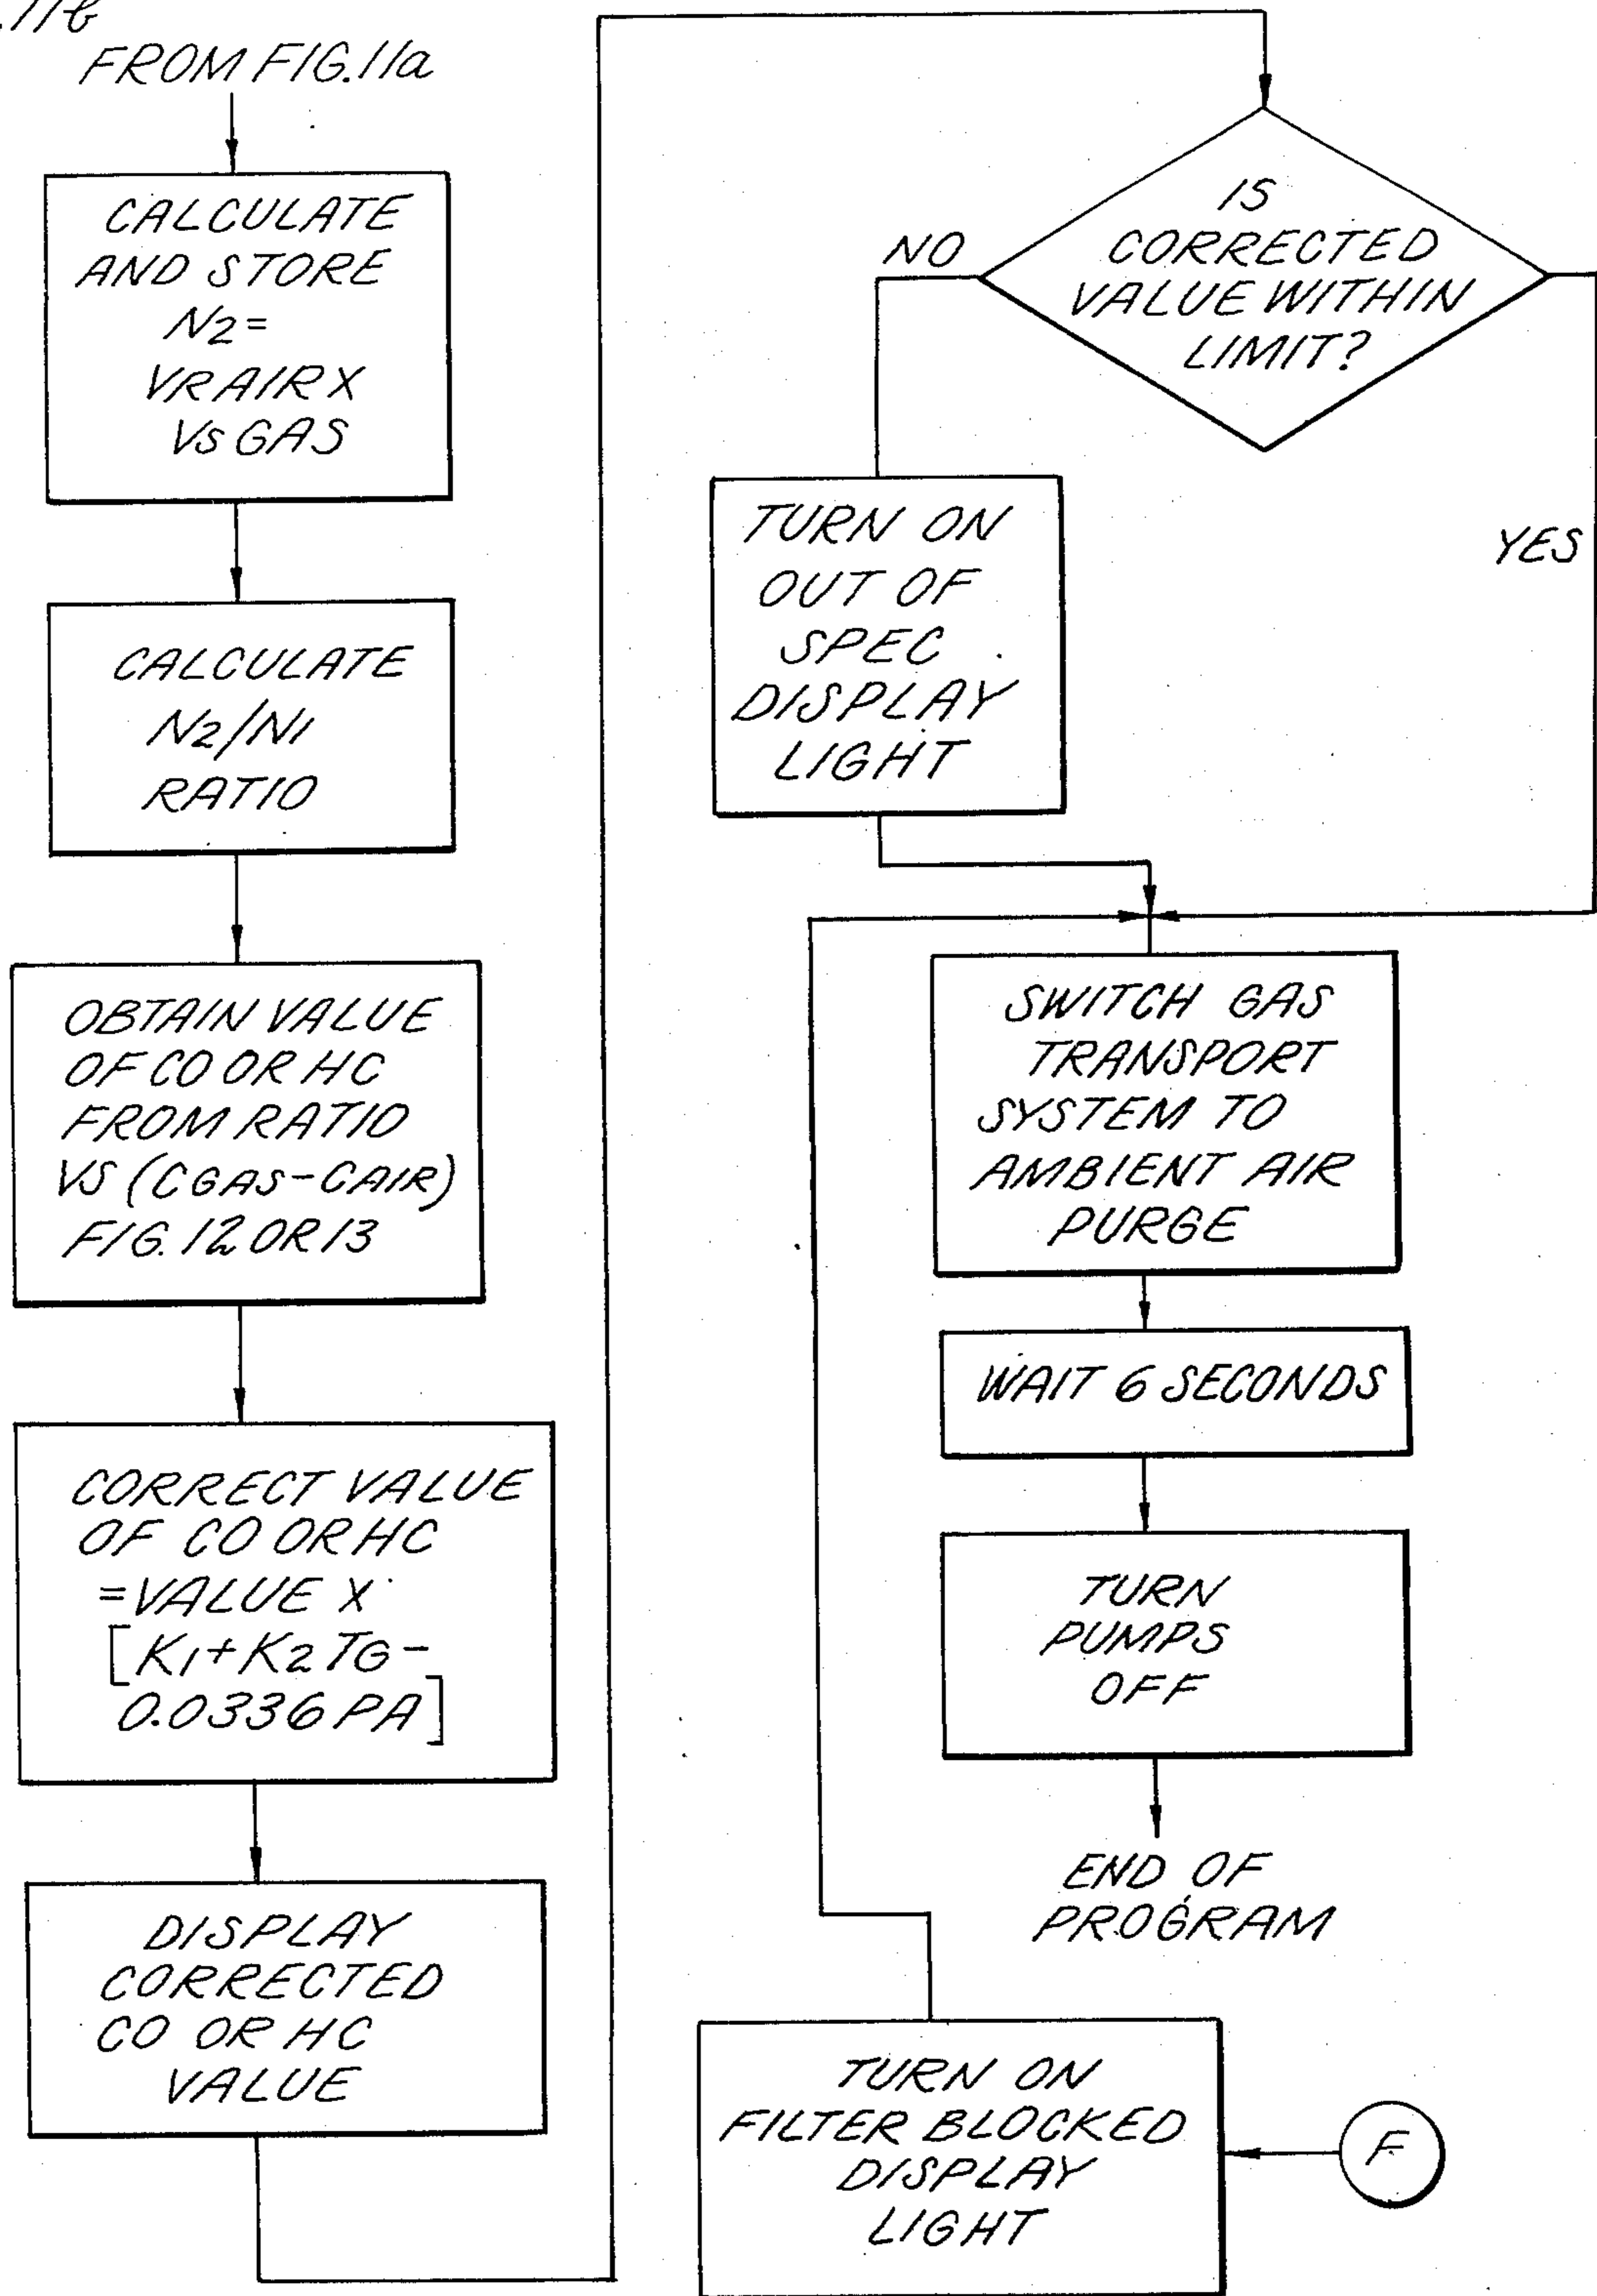 11b
FROM FIG. 11a
CALCULATE
AND STORE
N2=
VRAIR X
VS GAS
CALCULATE
N2/N1
RATIO
OBTAIN VALUE
OF CO OR HC
FROM RATIO
VS (CGAS-CAIR)
FIG. 12 OR 13
CORRECT VALUE
OF CO OR HC
=VALUE X
[K1+K2 TG-
0.0336 PA]
DISPLAY
CORRECTED
CO OR HC
VALUE
IS
CORRECTED
VALUE WITHIN
LIMIT?
NO
YES
TURN ON
OUT OF
SPEC
DISPLAY
LIGHT
SWITCH GAS
TRANSPORT
SYSTEM TO
AMBIENT AIR
PURGE
WAIT 6 SECONDS
TURN
PUMPS
OFF
END OF
PROGRAM
TURN ON
FILTER BLOCKED
DISPLAY
LIGHT
F